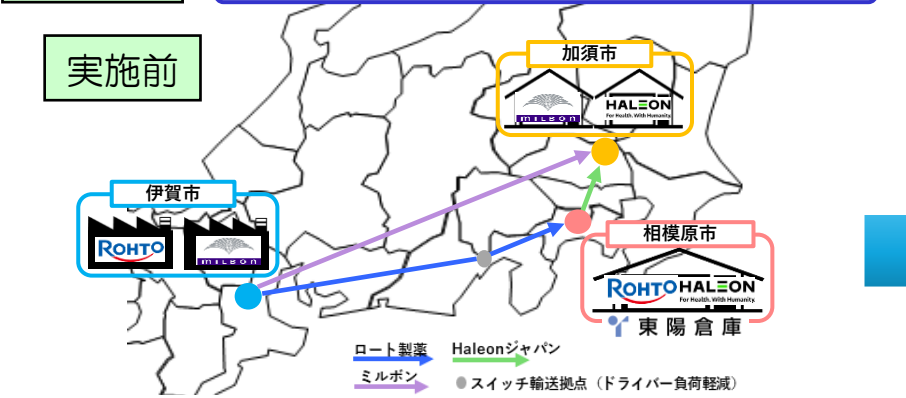 実施前
加須市
MILBON
HALEON
For Health. With Humanity.
伊賀市
ROHTO
MILBON
相模原市
ROHTO HALEON
For Health. With Humanity.
東陽倉庫
ロート製薬 Haleonジャパン
ミルボン スイッチ輸送拠点(ドライバー負荷軽減)